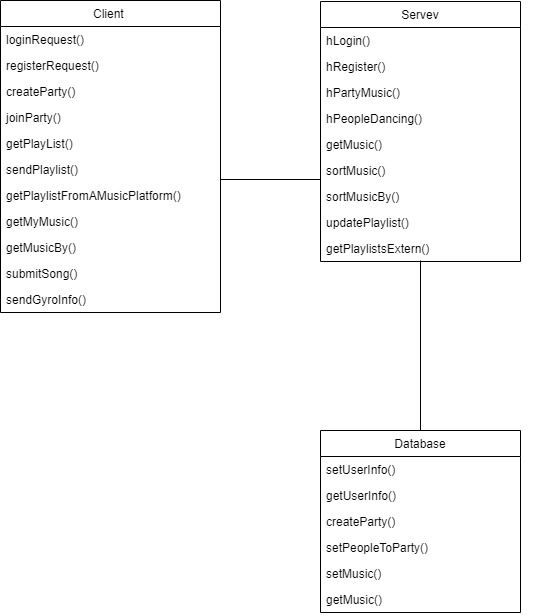 Client
loginRequest()
registerRequest()
createParty()
joinParty()
getPlayList()
sendPlaylist()
getPlaylistFromAMusicPlatform()
getMyMusic()
getMusicBy()
submitSong()
sendGyroInfo()
Servev
hLogin()
hRegister()
hPartyMusic()
hPeopleDancing()
getMusic()
sortMusic()
sortMusicBy()
updatePlaylist()
getPlaylistsExtern()
Database
setUserInfo()
getUserInfo()
createParty()
setPeopleToParty()
setMusic()
getMusic()